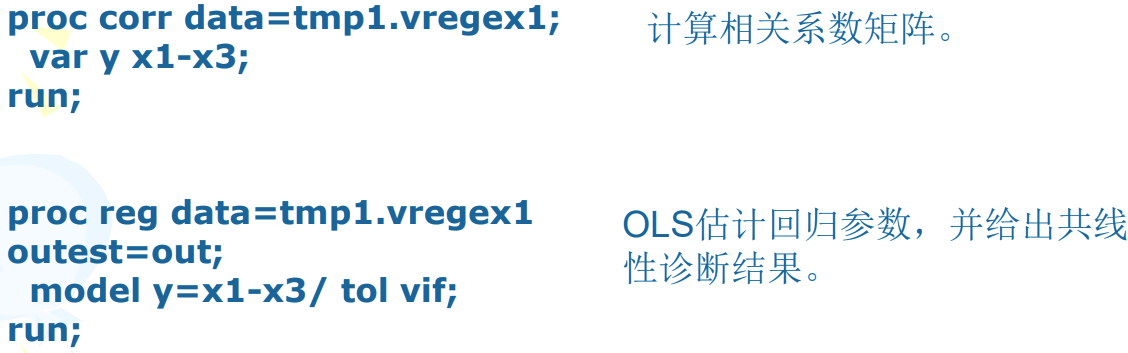 proc corr data=tmp1.vregex1;
var y x1-x3;
run;
计算相关系数矩阵。
proc reg data=tmp1.vregex1
outest=out;
model y=x1-x3/ tol vif;
run;
OLS估计回归参数，并给出共线
性诊断结果。